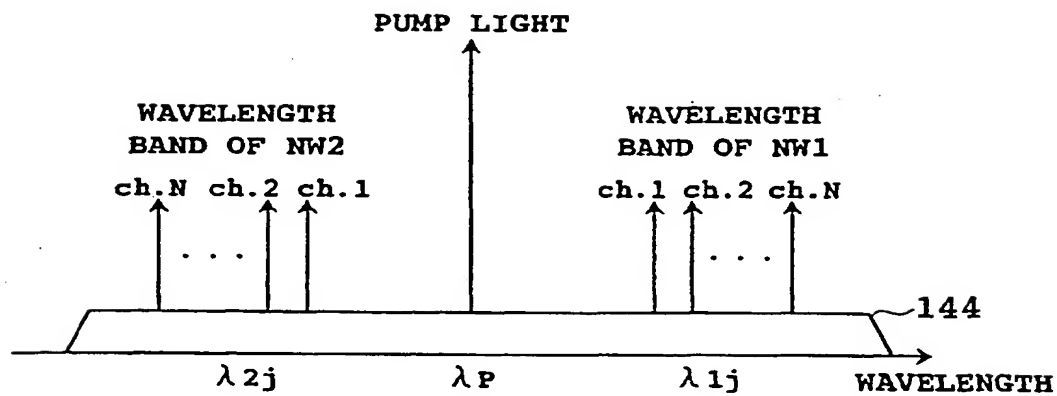 PUMP LIGHT
WAVELENGTH
BAND OF NW2
WAVELENGTH
BAND OF NW1
ch.N ch.2 ch.1
ch.1 ch.2 ch.N
. . .
. . .
144
λ2j
λP
λ1j
WAVELENGTH